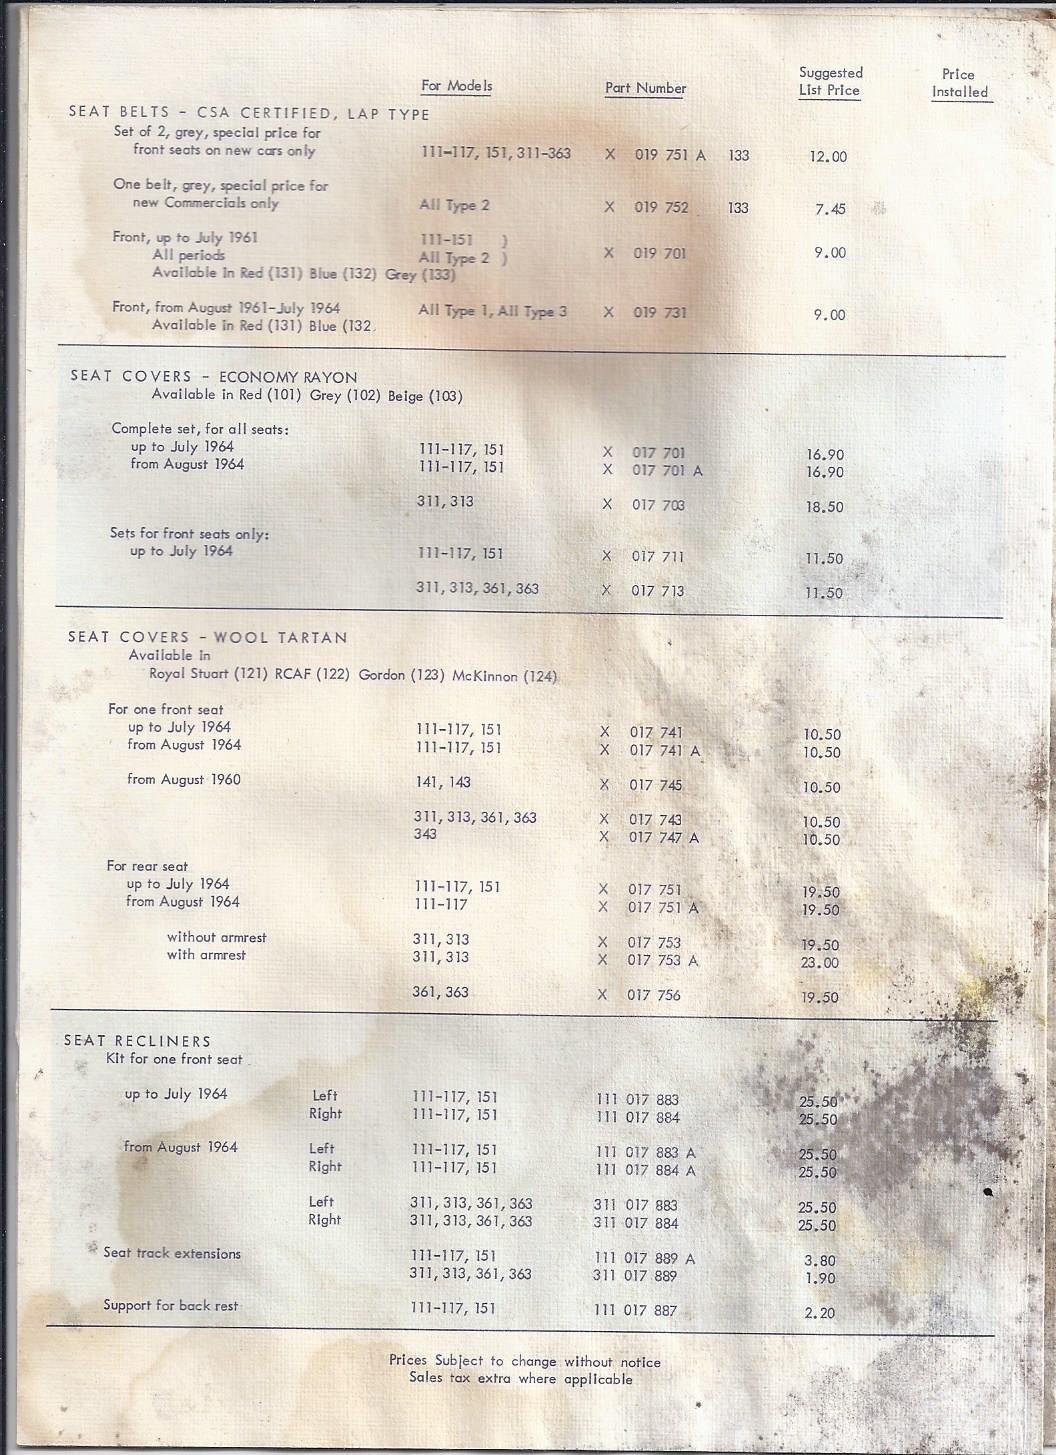 For Models Part Number Suggested List Price Price Installed
SEAT BELTS - CSA CERTIFIED, LAP TYPE
Set of 2, grey, special price for
front seats on new cars only 111-117, 151, 311-363 X 019 751 A 133 12.00
One belt, grey, special price for
new Commercials only All Type 2 X 019 752 133 7.45
Front, up to July 1961 111-151 )
All periods All Type 2 ) X 019 701 9.00
Available in Red (131) Blue (132) Grey (133)
Front, from August 1961-July 1964 All Type 1, All Type 3 X 019 731 9.00
Available in Red (131) Blue (132
SEAT COVERS - ECONOMY RAYON
Available in Red (101) Grey (102) Beige (103)
Complete set, for all seats:
up to July 1964 111-117, 151 X 017 701 16.90
from August 1964 111-117, 151 X 017 701 A 16.90
311, 313 X 017 703 18.50
Sets for front seats only:
up to July 1964 111-117, 151 X 017 711 11.50
311, 313, 361, 363 X 017 713 11.50
SEAT COVERS - WOOL TARTAN
Available in
Royal Stuart (121) RCAF (122) Gordon (123) McKinnon (124)
For one front seat
up to July 1964 111-117, 151 X 017 741 10.50
from August 1964 111-117, 151 X 017 741 A 10.50
from August 1960 141, 143 X 017 745 10.50
311, 313, 361, 363 X 017 743 10.50
343 X 017 747 A 10.50
For rear seat
up to July 1964 111-117, 151 X 017 751 19.50
from August 1964 111-117 X 017 751 A 19.50
without armrest 311, 313 X 017 753 19.50
with armrest 311, 313 X 017 753 A 23.00
361, 363 X 017 756 19.50
SEAT RECLINERS
Kit for one front seat
up to July 1964 Left 111-117, 151 111 017 883 25.50
Right 111-117, 151 111 017 884 25.50
from August 1964 Left 111-117, 151 111 017 883 A 25.50
Right 111-117, 151 111 017 884 A 25.50
Left 311, 313, 361, 363 311 017 883 25.50
Right 311, 313, 361, 363 311 017 884 25.50
Seat track extensions 111-117, 151 111 017 889 A 3.80
311, 313, 361, 363 311 017 889 1.90
Support for back rest 111-117, 151 111 017 887 2.20
Prices Subject to change without notice
Sales tax extra where applicable